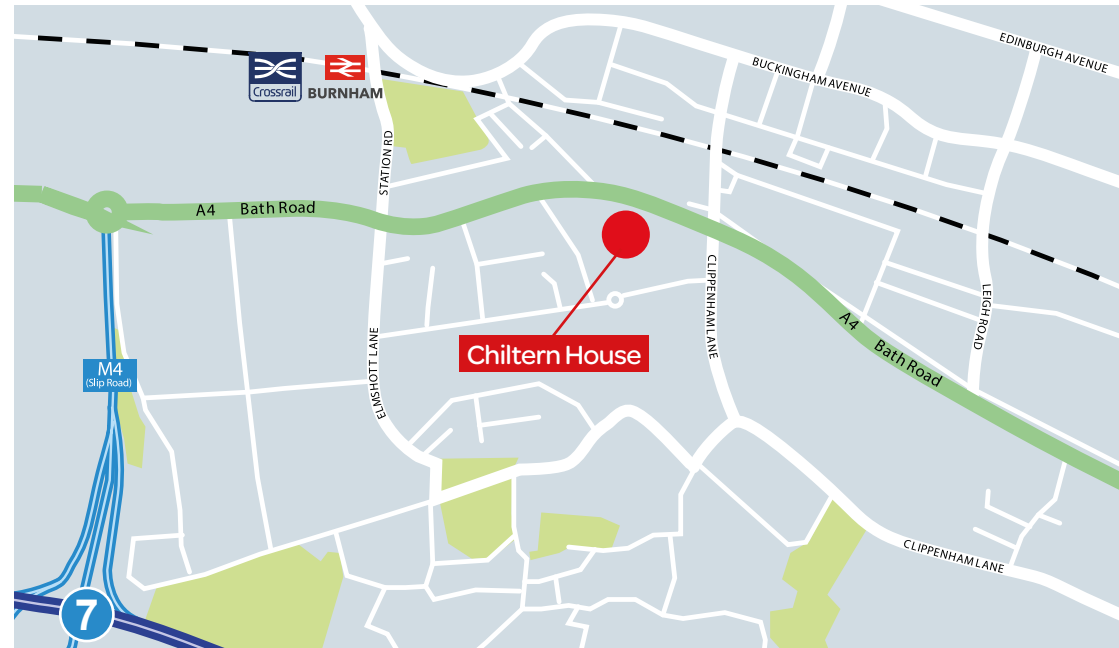 EDINBURGH AVENUE
BUCKINGHAM AVENUE
Crossrail
BURNHAM
STATION RD
A4 Bath Road
CLIPPENHAM LANE
LEIGH ROAD
A4 Bath Road
Chiltern House
ELMSHOTT LANE
M4
(Slip Road)
CLIPPENHAM LANE
7